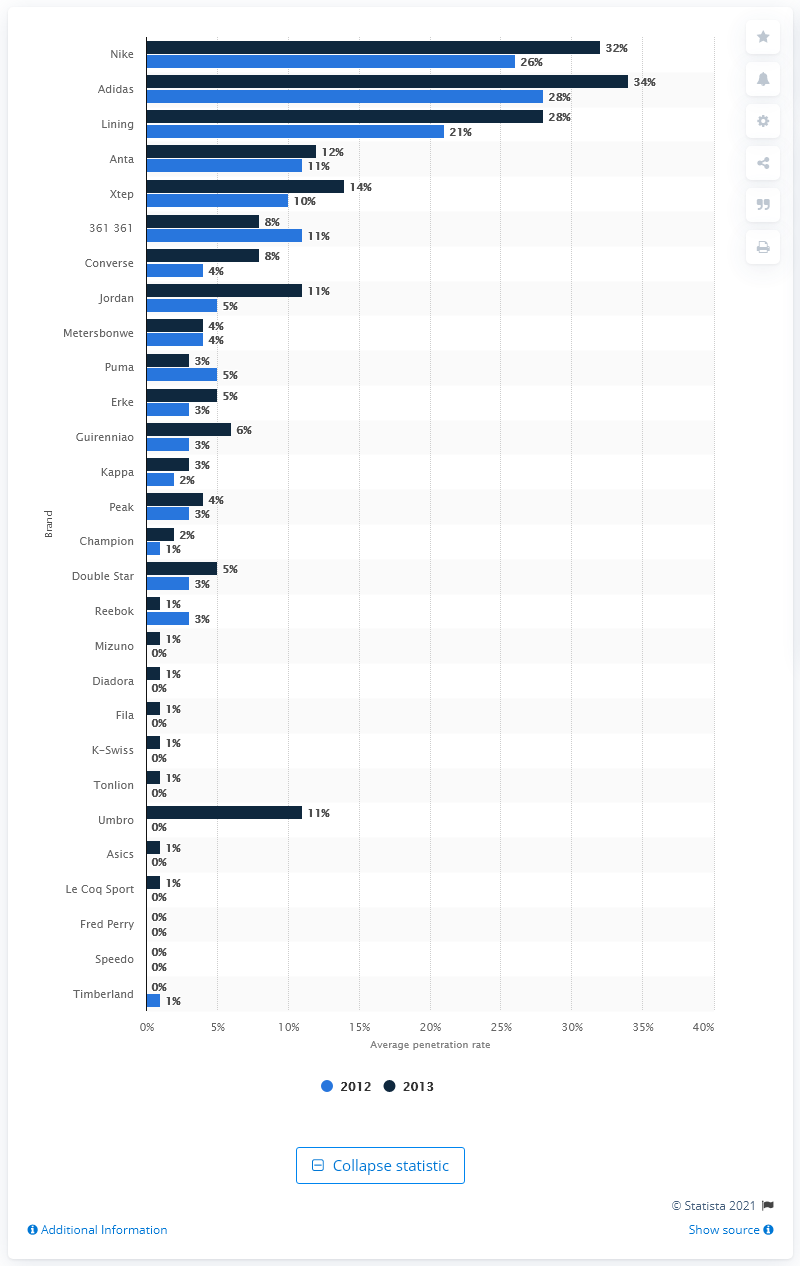 Nike
32%
26%
Adidas
34%
28%
Lining
28%
21%
Anta
12%
11%
Xtep
14%
10%
361 361
8%
11%
Converse
8%
4%
Jordan
11%
5%
Metersbonwe
4%
4%
Puma
3%
5%
Erke
5%
3%
Guirenniao
6%
3%
Kappa
3%
2%
Peak
4%
3%
Brand
Champion
2%
1%
Double Star
5%
3%
Reebok
1%
3%
Mizuno
1%
0%
Diadora
1%
0%
Fila
1%
0%
K-Swiss
1%
0%
Tonlion
1%
0%
Umbro
11%
0%
Asics
1%
0%
Le Coq Sport
1%
0%
Fred Perry
0%
0%
Speedo
0%
0%
Timberland
0%
1%
0% 5% 10% 15% 20% 25% 30% 35% 40%
Average penetration rate
2012 2013
Collapse statistic
© Statista 2021
Additional Information Show source